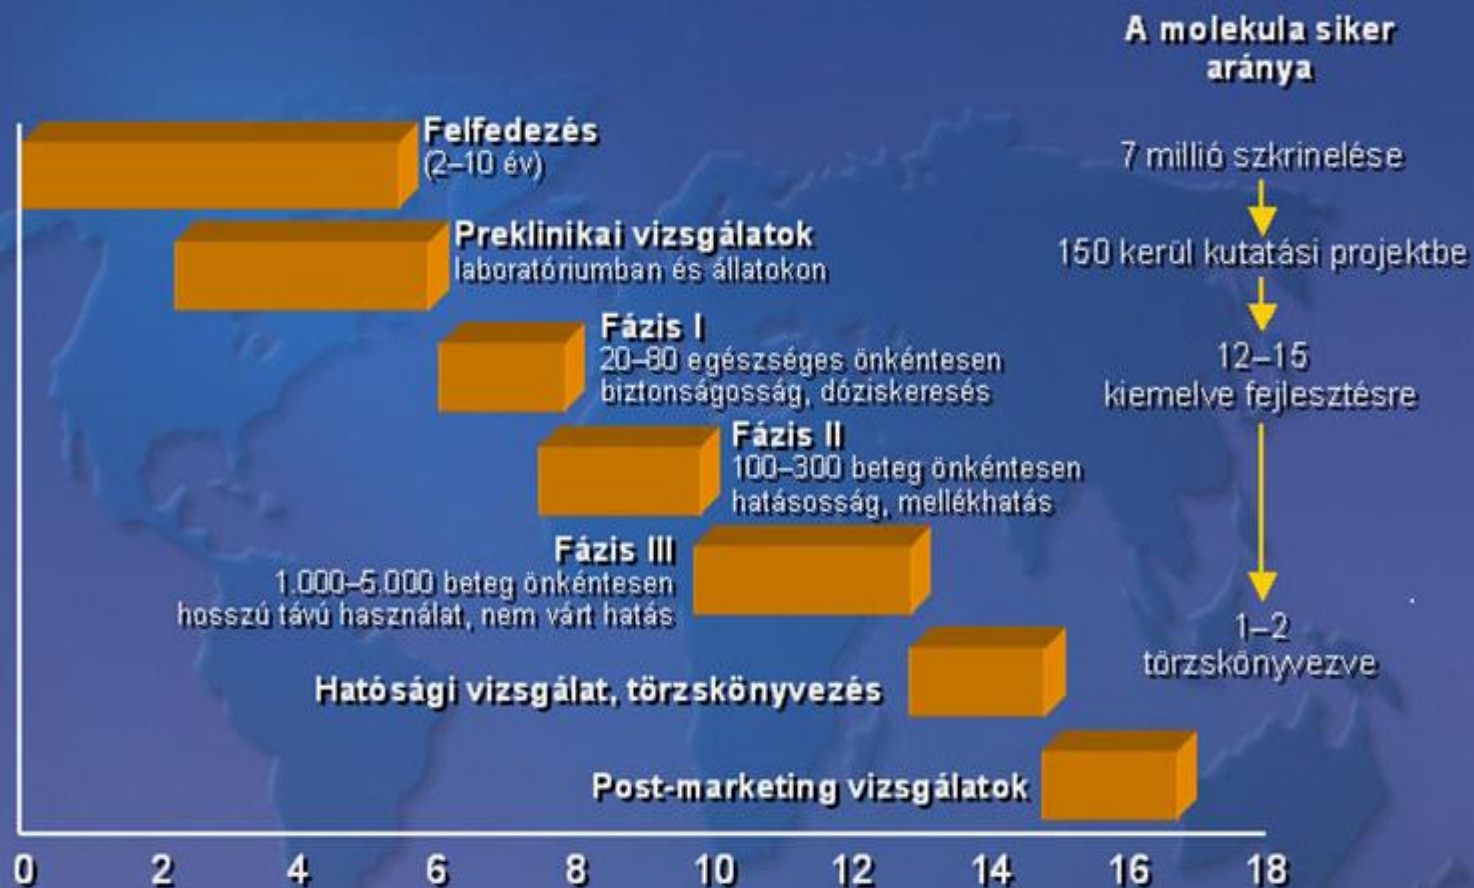 A molekula siker
aránya
Felfedezés
(2–10 év)
7 millió szkrinelése
Preklinikai vizsgálatok
laboratóriumban és állatokon
150 kerül kutatási projektbe
Fázis I
20–80 egészséges önkéntesen
biztonságosság, dóziskeresés
12–15
kiemelve fejlesztésre
Fázis II
100–300 beteg önkéntesen
hatásosság, mellékhatás
Fázis III
1.000–5.000 beteg önkéntesen
hosszú távú használat, nem várt hatás
1–2
törzskönyvezve
Hatósági vizsgálat, törzskönyvezés
Post-marketing vizsgálatok
0 2 4 6 8 10 12 14 16 18